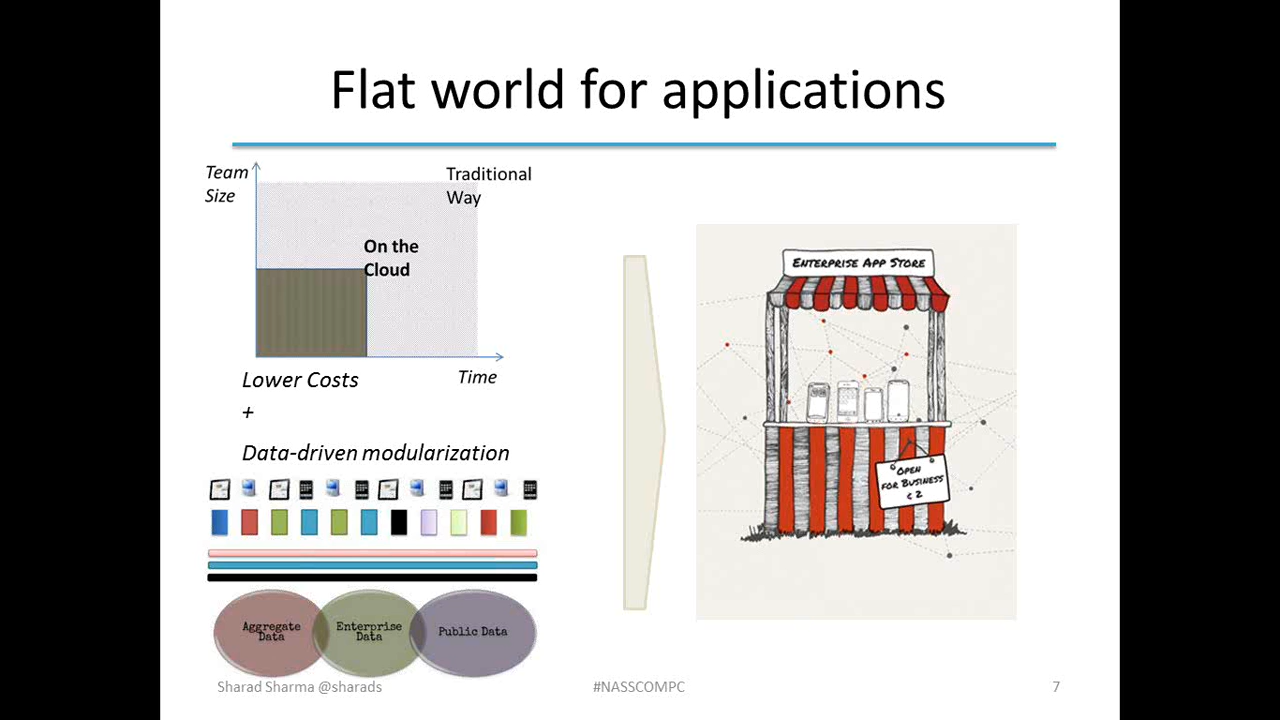 Flat world for applications
Team
Size
Traditional
Way
On the
Cloud
Lower Costs
Time
+
Data-driven modularization
Aggregate
Data
Enterprise
Data
Public Data
ENTERPRISE APP STORE
OPEN
FOR BUSINESS
Sharad Sharma @sharads
#NASSCOMPC
7